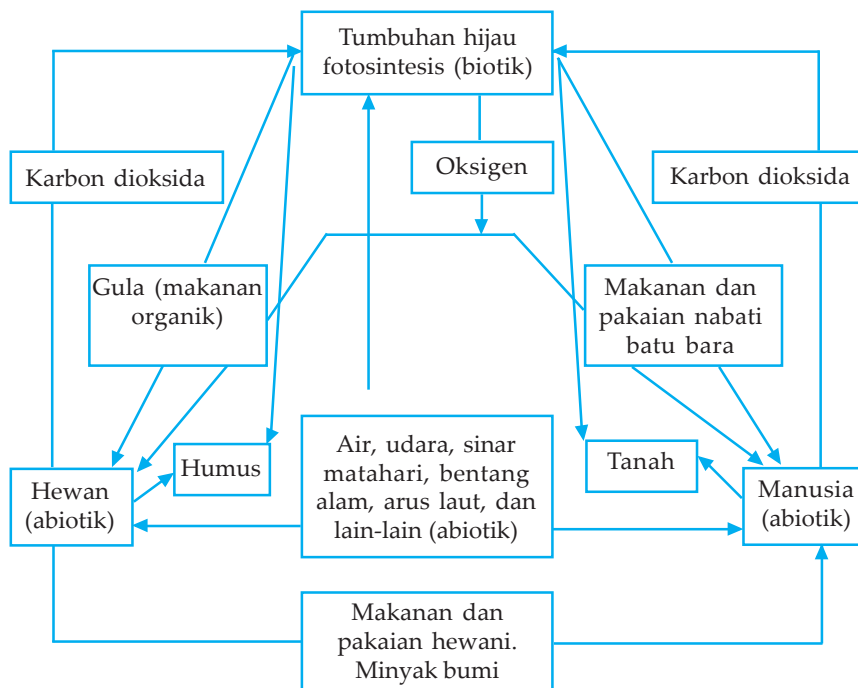 Tumbuhan hijau
fotosintesis (biotik)
Karbon dioksida
Oksigen
Karbon dioksida
Gula (makanan
organik)
Makanan dan
pakaian nabati
batu bara
Humus
Air, udara, sinar
matahari, bentang
alam, arus laut, dan
lain-lain (abiotik)
Tanah
Hewan
(abiotik)
Manusia
(abiotik)
Makanan dan
pakaian hewani.
Minyak bumi